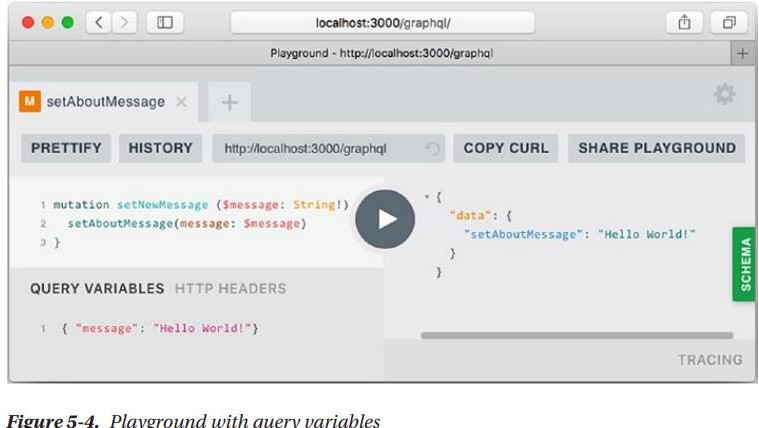 localhost:3000/graphql/
Playground - http://localhost:3000/graphql
+
M setAboutMessage × +
PRETTIFY HISTORY http://localhost:3000/graphql COPY CURL SHARE PLAYGROUND
1 mutation setNewMessage ($message: String!)
2 setAboutMessage(message: $message)
3 }
QUERY VARIABLES HTTP HEADERS
1 { "message": "Hello World!"}
{
"data": {
"setAboutMessage": "Hello World!"
}
}
SCHEMA
TRACING
Figure 5-4. Playground with query variables